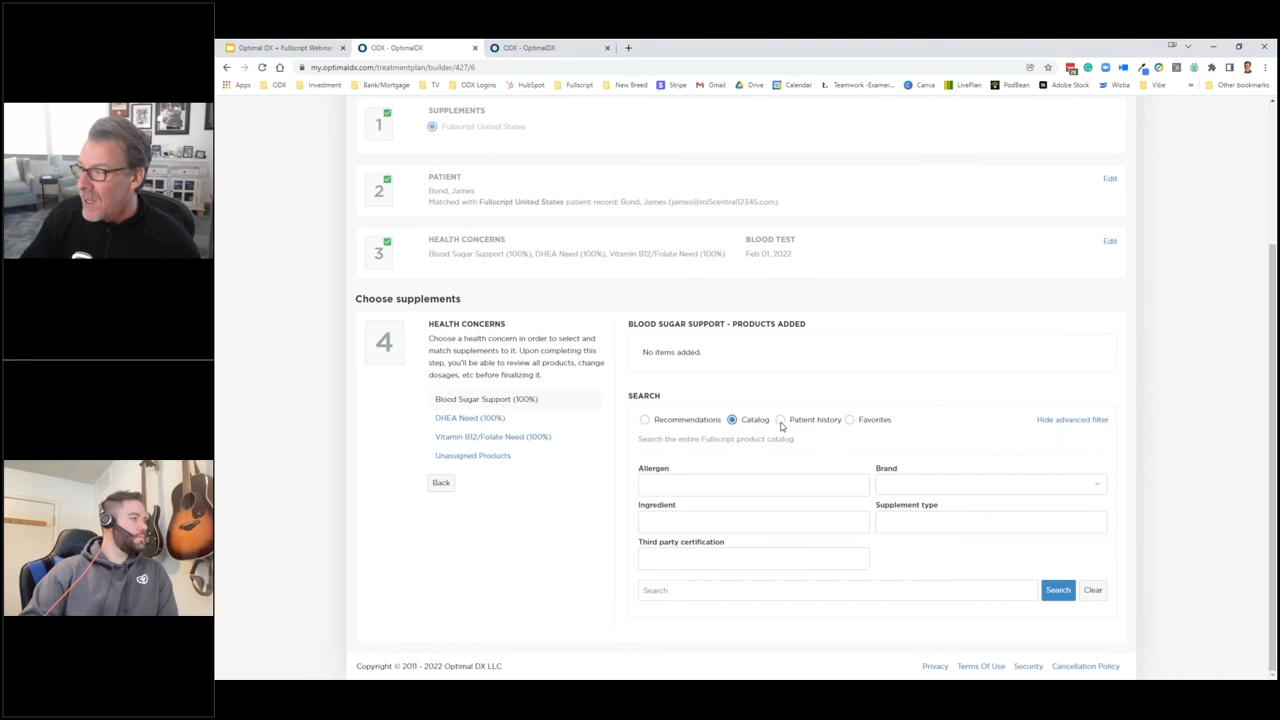 Optimal DX + Fullscript Webina
ODX - OptimalDX
ODX - OptimalDX
my.optimaldx.com/treatmentplan/builder/427/6
Apps ODX Investment Bank/Mortgage TV ODX Logins HubSpot Fullscript New Breed Stripe Gmail Drive Calendar Teamwork -Examer... Canva LivePlan PodBean Adobe Stock Wistia Vibe Other bookmarks
1
SUPPLEMENTS
Fullscript United States
2
PATIENT
Edit
Bond, James
Matched with Fullscript United States patient record: Bond, James (james@mi5central12345.com).
3
HEALTH CONCERNS
BLOOD TEST
Edit
Blood Sugar Support (100%), DHEA Need (100%), Vitamin B12/Folate Need (100%)
Feb 01, 2022
Choose supplements
4
HEALTH CONCERNS
Choose a health concern in order to select and
match supplements to it. Upon completing this
step, you'll be able to review all products, change
dosages, etc before finalizing it.
Blood Sugar Support (100%)
DHEA Need (100%)
Vitamin B12/Folate Need (100%)
Unassigned Products
Back
BLOOD SUGAR SUPPORT - PRODUCTS ADDED
No items added.
SEARCH
Recommendations Catalog Patient history Favorites
Hide advanced filter
Search the entire Fullscript product catalog.
Allergen
Brand
Ingredient
Supplement type
Third party certification
Search
Search
Clear
Copyright © 2011 - 2022 Optimal DX LLC
Privacy Terms Of Use Security Cancellation Policy